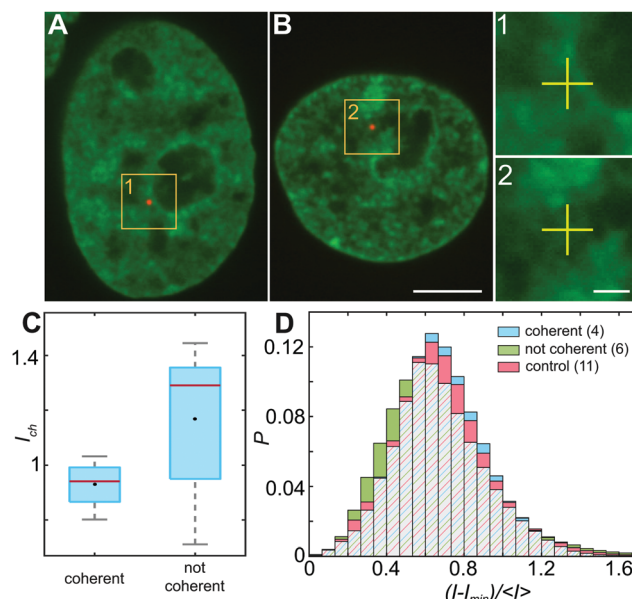 A
B
1
2
1
2
C
1.4
1
I_ch
coherent
not
coherent
D
coherent (4)
not coherent (6)
control (11)
0.12
0.08
0.04
0
P
0 0.4 0.8 1.2 1.6
(I-I_min)/<I>